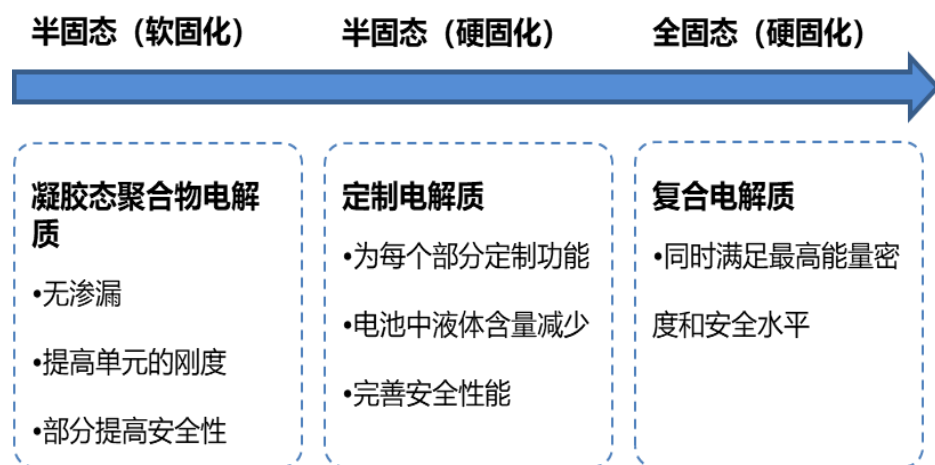 半固态（软固化）
半固态（硬固化）
全固态（硬固化）
凝胶态聚合物电解
质
•无渗漏
•提高单元的刚度
•部分提高安全性
定制电解质
•为每个部分定制功能
•电池中液体含量减少
•完善安全性能
复合电解质
•同时满足最高能量密
度和安全水平